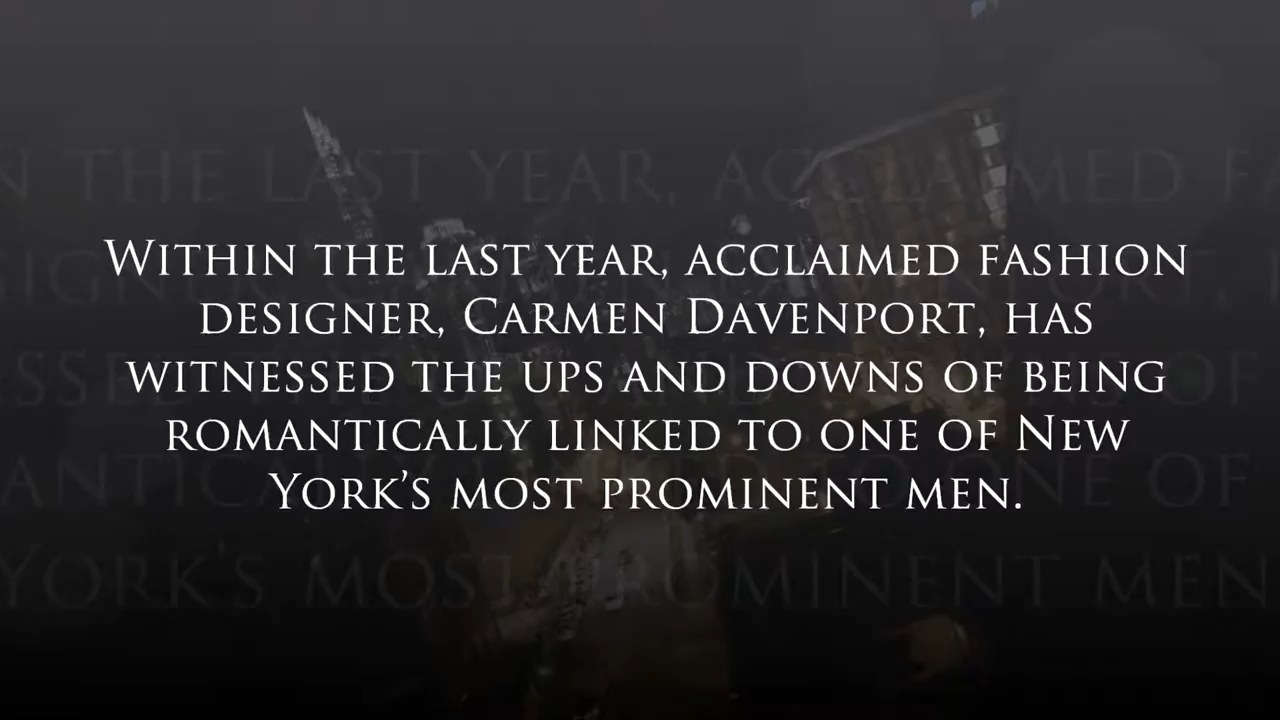 Within the last year, acclaimed fashion
designer, Carmen Davenport, has
witnessed the ups and downs of being
romantically linked to one of New
York's most prominent men.